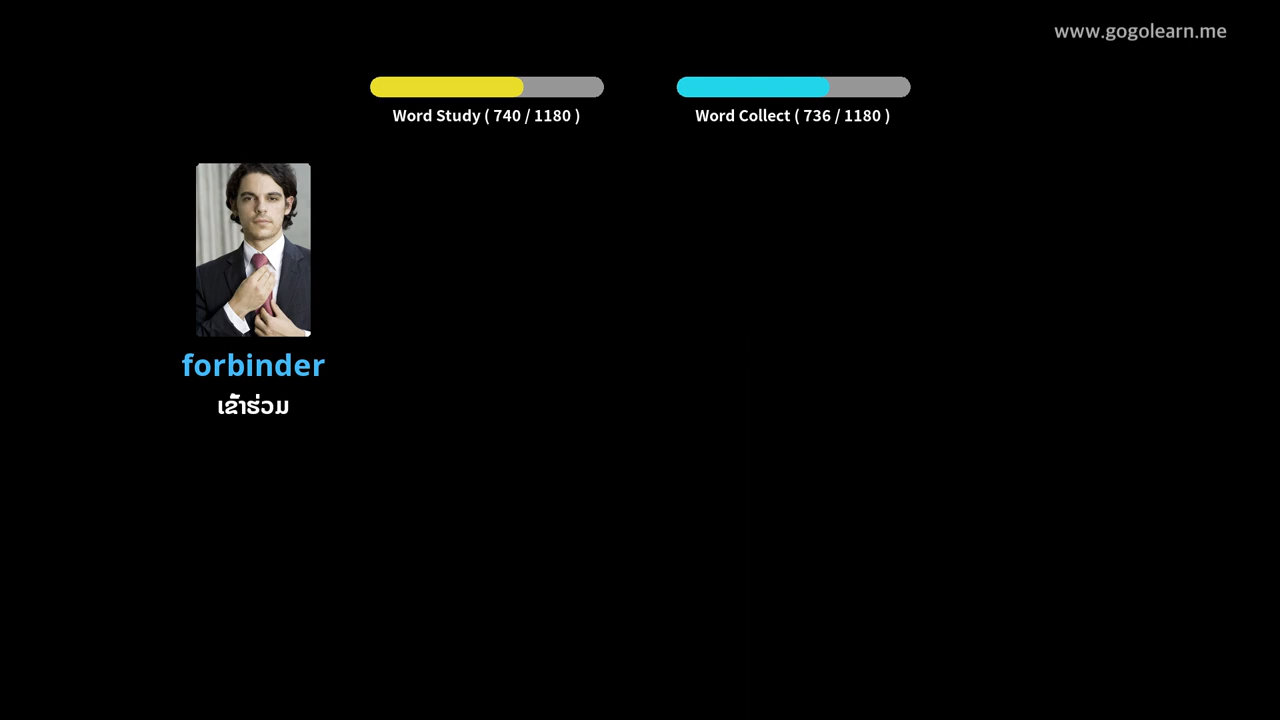 www.gogolearn.me
Word Study ( 740 / 1180 )
Word Collect ( 736 / 1180 )
forbinder
ເຂົ້າຮ່ວມ